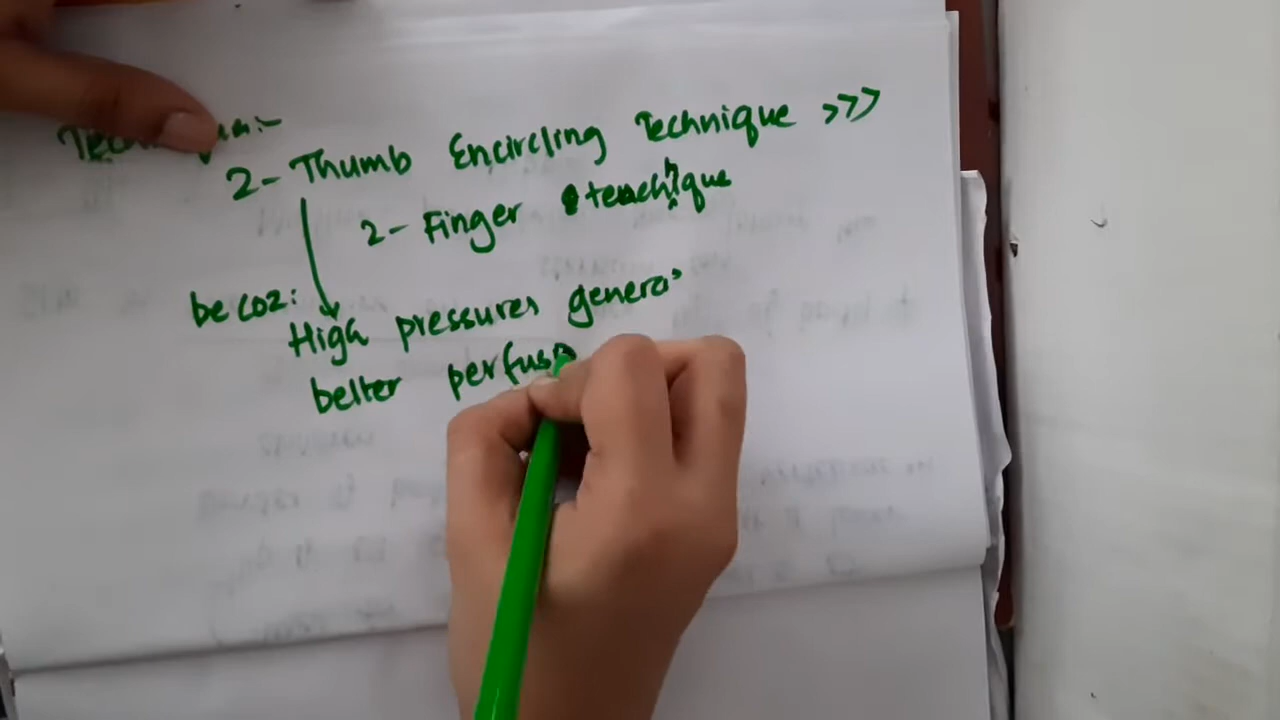 2- Thumb Encircling Technique >>>
2- Finger technique
becoz:
High pressures genera
better perfus